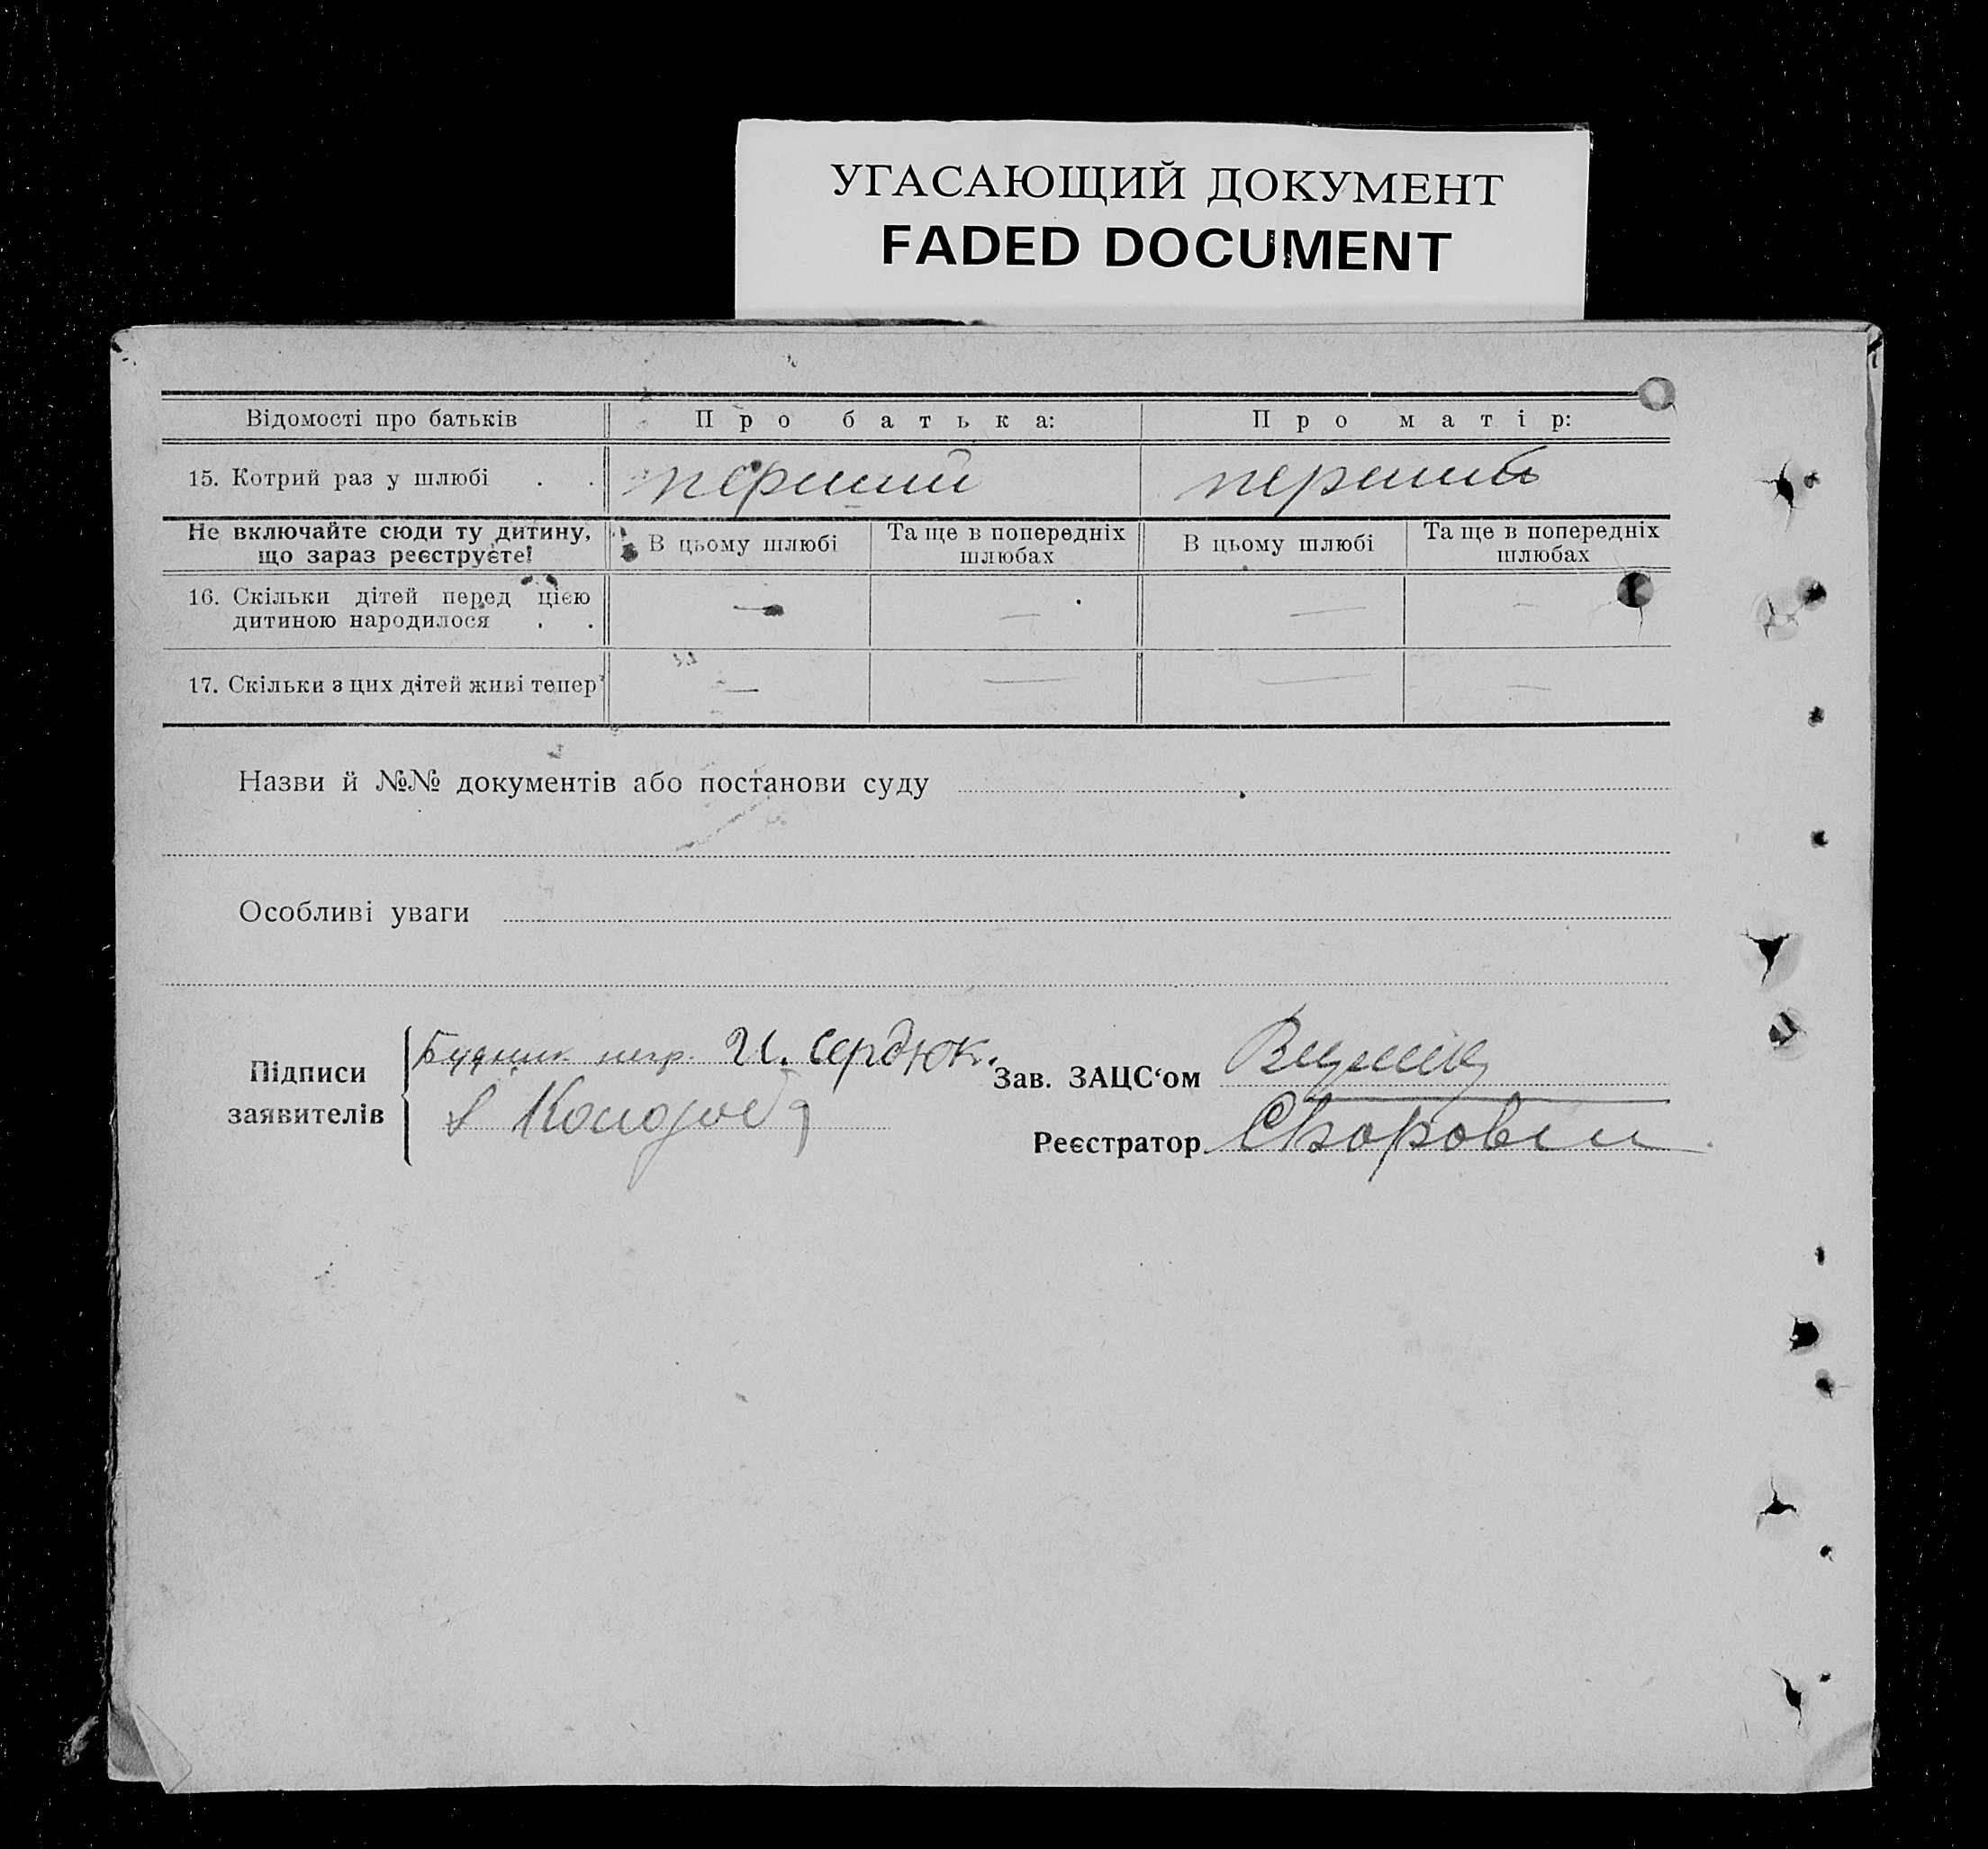 УГАСАЮЩИЙ ДОКУМЕНТ
FADED DOCUMENT
Відомості про батьків Про батька: Про матір:
15. Котрий раз у шлюбі . . перший перший
Не включайте сюди ту дитину, що зараз реєструєте! В цьому шлюбі Та ще в попередніх шлюбах В цьому шлюбі Та ще в попередніх шлюбах
16. Скільки дітей перед цією дитиною народилося . . — — — —
17. Скільки з цих дітей живі тепер — — — —
Назви й №№ документів або постанови суду
Особливі уваги
Підписи заявителів
И. Сердюк.
Зав. ЗАЦС‘ом
Реєстратор